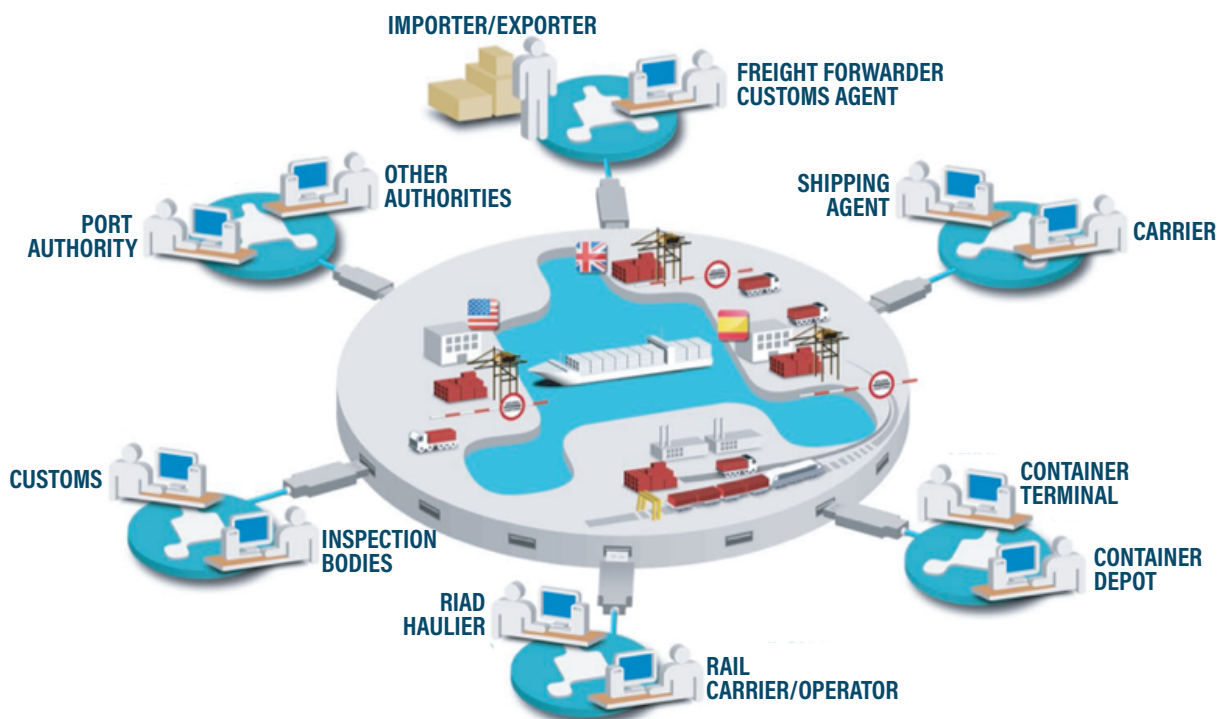 IMPORTER/EXPORTER
FREIGHT FORWARDER
CUSTOMS AGENT
OTHER
AUTHORITIES
PORT
AUTHORITY
SHIPPING
AGENT
CARRIER
CUSTOMS
INSPECTION
BODIES
CONTAINER
TERMINAL
CONTAINER
DEPOT
RIAD
HAULIER
RAIL
CARRIER/OPERATOR